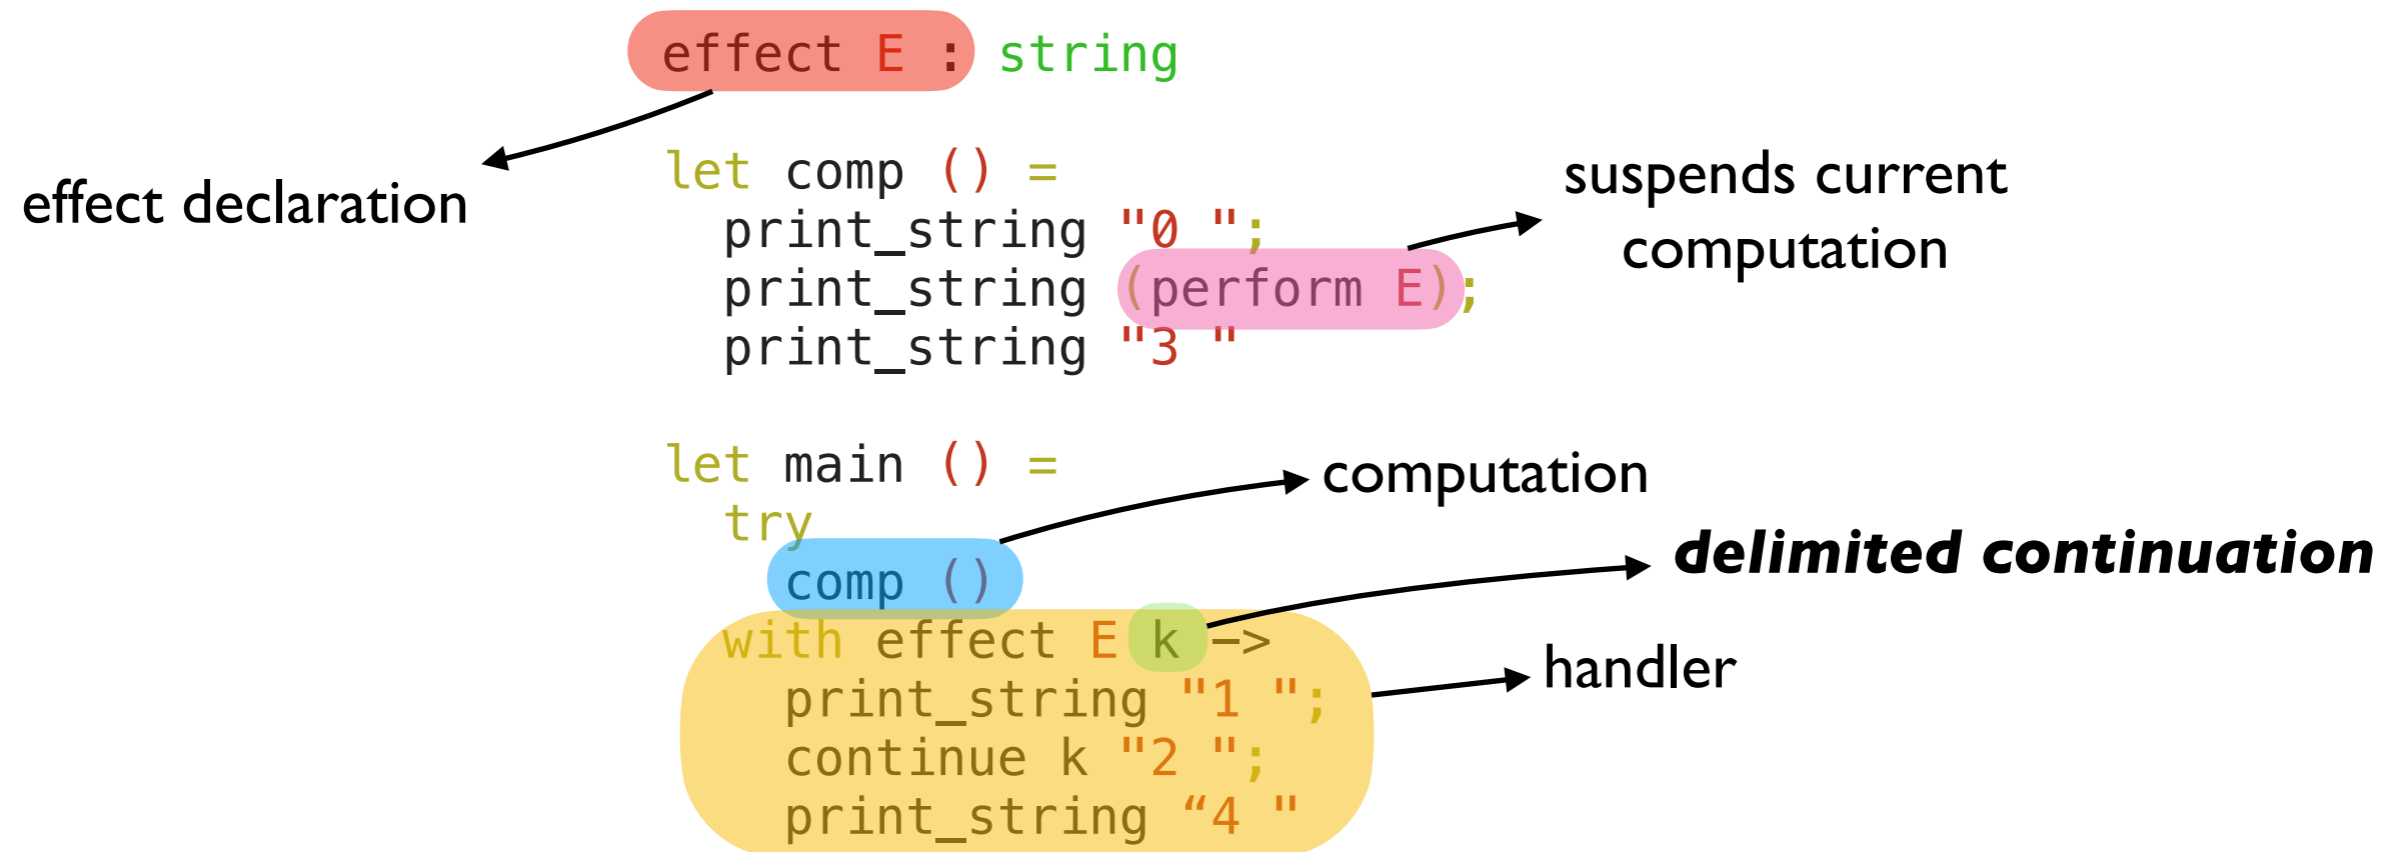 effect E : string
effect declaration
let comp () =
print_string "0 ";
print_string (perform E);
print_string "3 "
suspends current
computation
let main () =
try
comp ()
with effect E k ->
print_string "1 ";
continue k "2 ";
print_string “4 "
computation
delimited continuation
handler